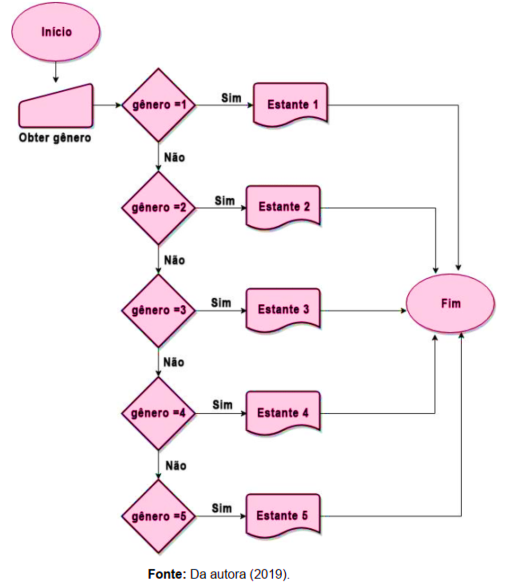 Início
Obter gênero
gênero =1
Sim
Estante 1
Não
gênero =2
Sim
Estante 2
Não
gênero =3
Sim
Estante 3
Fim
Não
gênero =4
Sim
Estante 4
Não
gênero =5
Sim
Estante 5
Fonte: Da autora (2019).